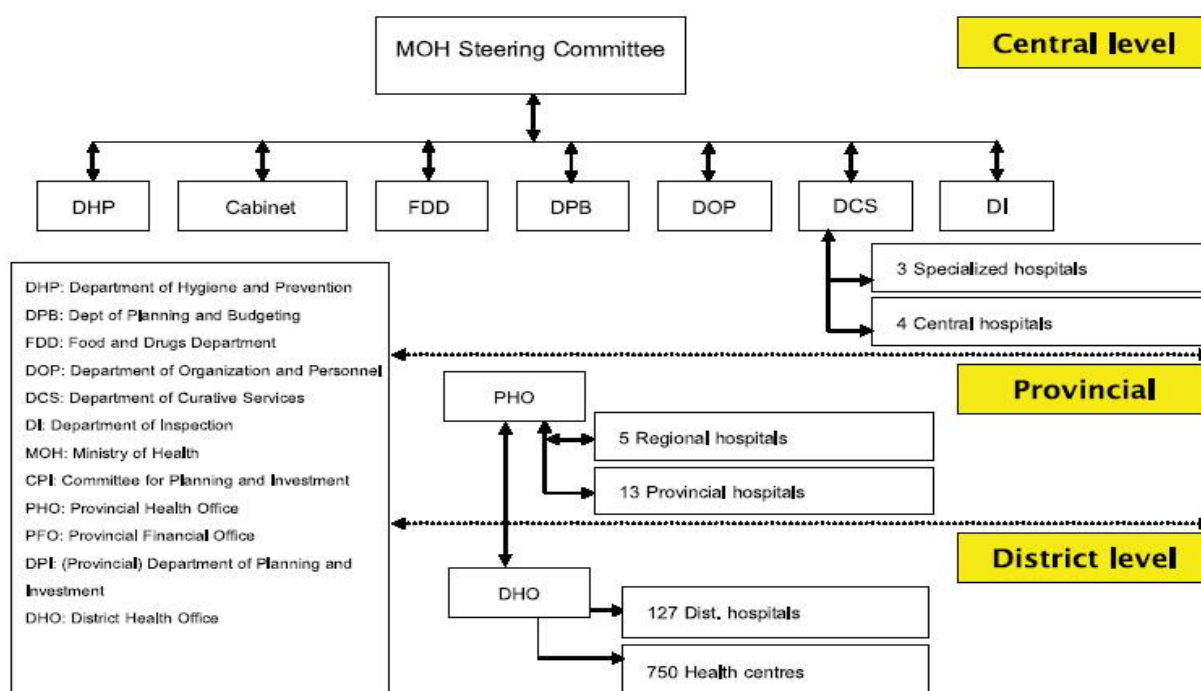 MOH Steering Committee
Central level
DHP
Cabinet
FDD
DPB
DOP
DCS
DI
3 Specialized hospitals
4 Central hospitals
DHP: Department of Hygiene and Prevention
DPB: Dept of Planning and Budgeting
FDD: Food and Drugs Department
DOP: Department of Organization and Personnel
DCS: Department of Curative Services
DI: Department of Inspection
MOH: Ministry of Health
CPI: Committee for Planning and Investment
PHO: Provincial Health Office
PFO: Provincial Financial Office
DPI: (Provincial) Department of Planning and
Investment
DHO: District Health Office
Provincial
PHO
5 Regional hospitals
13 Provincial hospitals
District level
DHO
127 Dist. hospitals
750 Health centres